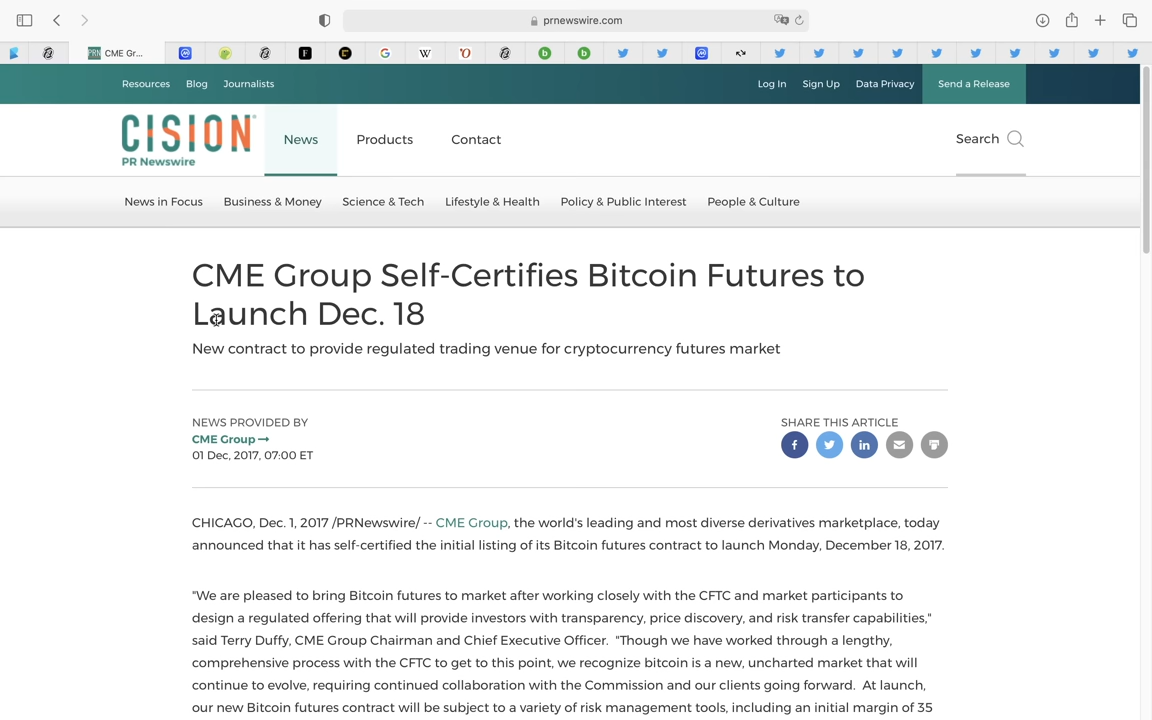 prnewswire.com
PRN CME Gr...
Resources Blog Journalists Log In Sign Up Data Privacy Send a Release
CISION
PR Newswire
News Products Contact Search
News in Focus Business & Money Science & Tech Lifestyle & Health Policy & Public Interest People & Culture
CME Group Self-Certifies Bitcoin Futures to
Launch Dec. 18
New contract to provide regulated trading venue for cryptocurrency futures market
NEWS PROVIDED BY
CME Group →
01 Dec, 2017, 07:00 ET
SHARE THIS ARTICLE
CHICAGO, Dec. 1, 2017 /PRNewswire/ -- CME Group, the world's leading and most diverse derivatives marketplace, today
announced that it has self-certified the initial listing of its Bitcoin futures contract to launch Monday, December 18, 2017.
"We are pleased to bring Bitcoin futures to market after working closely with the CFTC and market participants to
design a regulated offering that will provide investors with transparency, price discovery, and risk transfer capabilities,"
said Terry Duffy, CME Group Chairman and Chief Executive Officer. "Though we have worked through a lengthy,
comprehensive process with the CFTC to get to this point, we recognize bitcoin is a new, uncharted market that will
continue to evolve, requiring continued collaboration with the Commission and our clients going forward. At launch,
our new Bitcoin futures contract will be subject to a variety of risk management tools, including an initial margin of 35